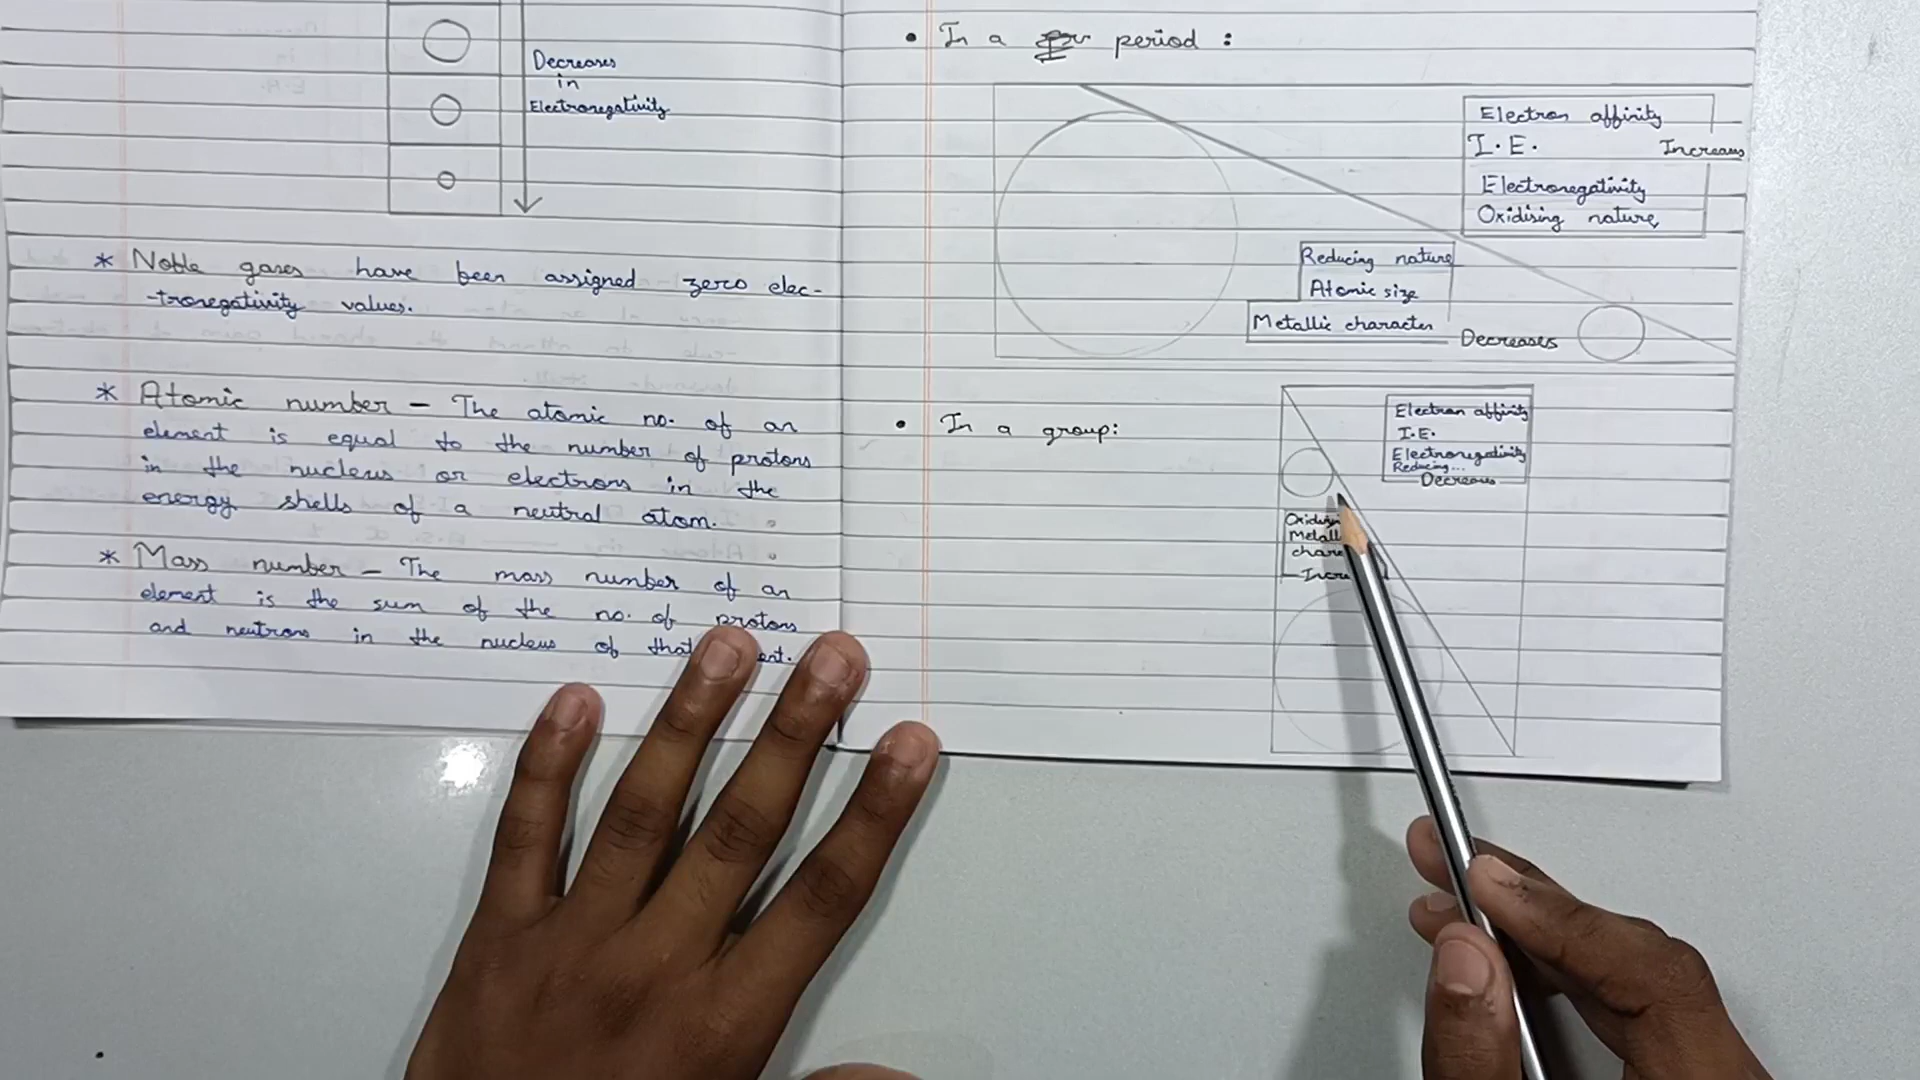 Decreases
in
Electronegativity
* Noble gases have been assigned zero elec-
-tronegativity values.
* Atomic number - The atomic no. of an
element is equal to the number of protons
in the nucleus or electrons in the
energy shells of a neutral atom.
* Mass number - The mass number of an
element is the sum of the no. of protons
and neutrons in the nucleus of that
• In a period :
Electron affinity
I.E. Increases
Electronegativity
Oxidising nature
Reducing nature
Atomic size
Metallic character
Decreases
• In a group:
Electron affinity
I.E.
Electronegativity
Reducing...
Decreases